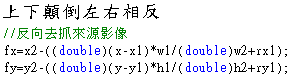 上下顛倒左右相反
//反向去抓來源影像
fx=x2-((double)(x-x1)*w1/(double)w2+rx1);
fy=y2-((double)(y-y1)*h1/(double)h2+ry1);